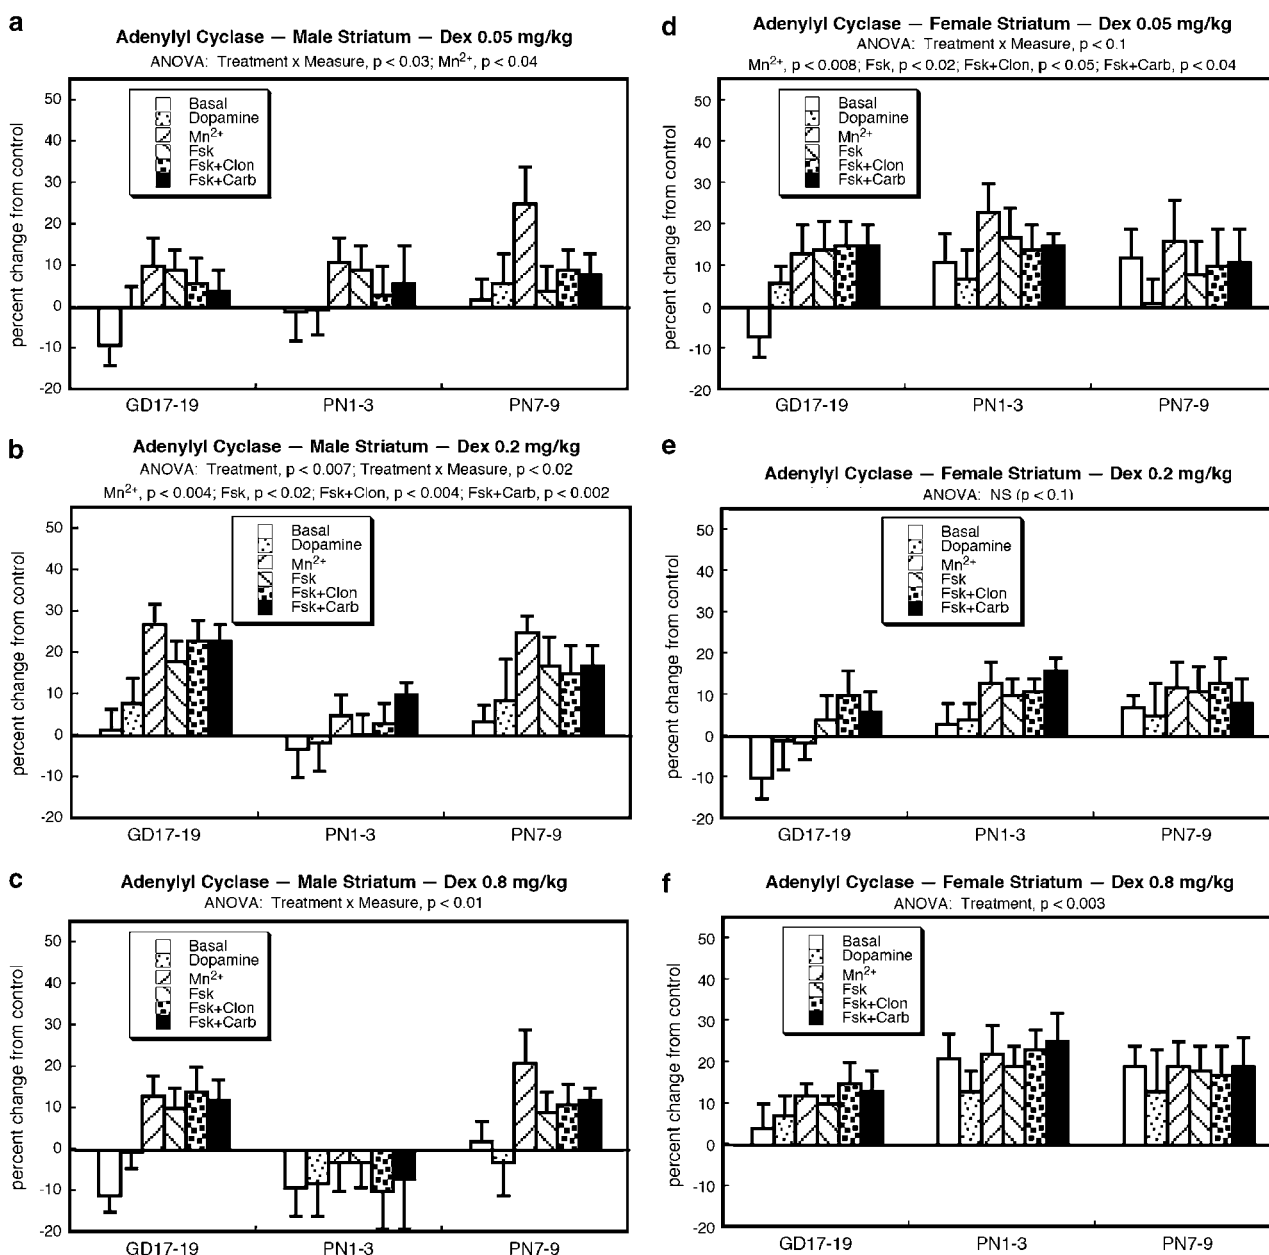 a
Adenylyl Cyclase — Male Striatum — Dex 0.05 mg/kg
ANOVA: Treatment x Measure, p < 0.03; Mn2+, p < 0.04
percent change from control
50
40
30
20
10
0
-10
-20
Basal
Dopamine
Mn2+
Fsk
Fsk+Clon
Fsk+Carb
GD17-19 PN1-3 PN7-9
b
Adenylyl Cyclase — Male Striatum — Dex 0.2 mg/kg
ANOVA: Treatment, p < 0.007; Treatment x Measure, p < 0.02
Mn2+, p < 0.004; Fsk, p < 0.02; Fsk+Clon, p < 0.004; Fsk+Carb, p < 0.002
percent change from control
50
40
30
20
10
0
-10
-20
Basal
Dopamine
Mn2+
Fsk
Fsk+Clon
Fsk+Carb
GD17-19 PN1-3 PN7-9
c
Adenylyl Cyclase — Male Striatum — Dex 0.8 mg/kg
ANOVA: Treatment x Measure, p < 0.01
percent change from control
50
40
30
20
10
0
-10
-20
Basal
Dopamine
Mn2+
Fsk
Fsk+Clon
Fsk+Carb
GD17-19 PN1-3 PN7-9
d
Adenylyl Cyclase — Female Striatum — Dex 0.05 mg/kg
ANOVA: Treatment x Measure, p < 0.1
Mn2+, p < 0.008; Fsk, p < 0.02; Fsk+Clon, p < 0.05; Fsk+Carb, p < 0.04
percent change from control
50
40
30
20
10
0
-10
-20
Basal
Dopamine
Mn2+
Fsk
Fsk+Clon
Fsk+Carb
GD17-19 PN1-3 PN7-9
e
Adenylyl Cyclase — Female Striatum — Dex 0.2 mg/kg
ANOVA: NS (p < 0.1)
percent change from control
50
40
30
20
10
0
-10
-20
Basal
Dopamine
Mn2+
Fsk
Fsk+Clon
Fsk+Carb
GD17-19 PN1-3 PN7-9
f
Adenylyl Cyclase — Female Striatum — Dex 0.8 mg/kg
ANOVA: Treatment, p < 0.003
percent change from control
50
40
30
20
10
0
-10
-20
Basal
Dopamine
Mn2+
Fsk
Fsk+Clon
Fsk+Carb
GD17-19 PN1-3 PN7-9